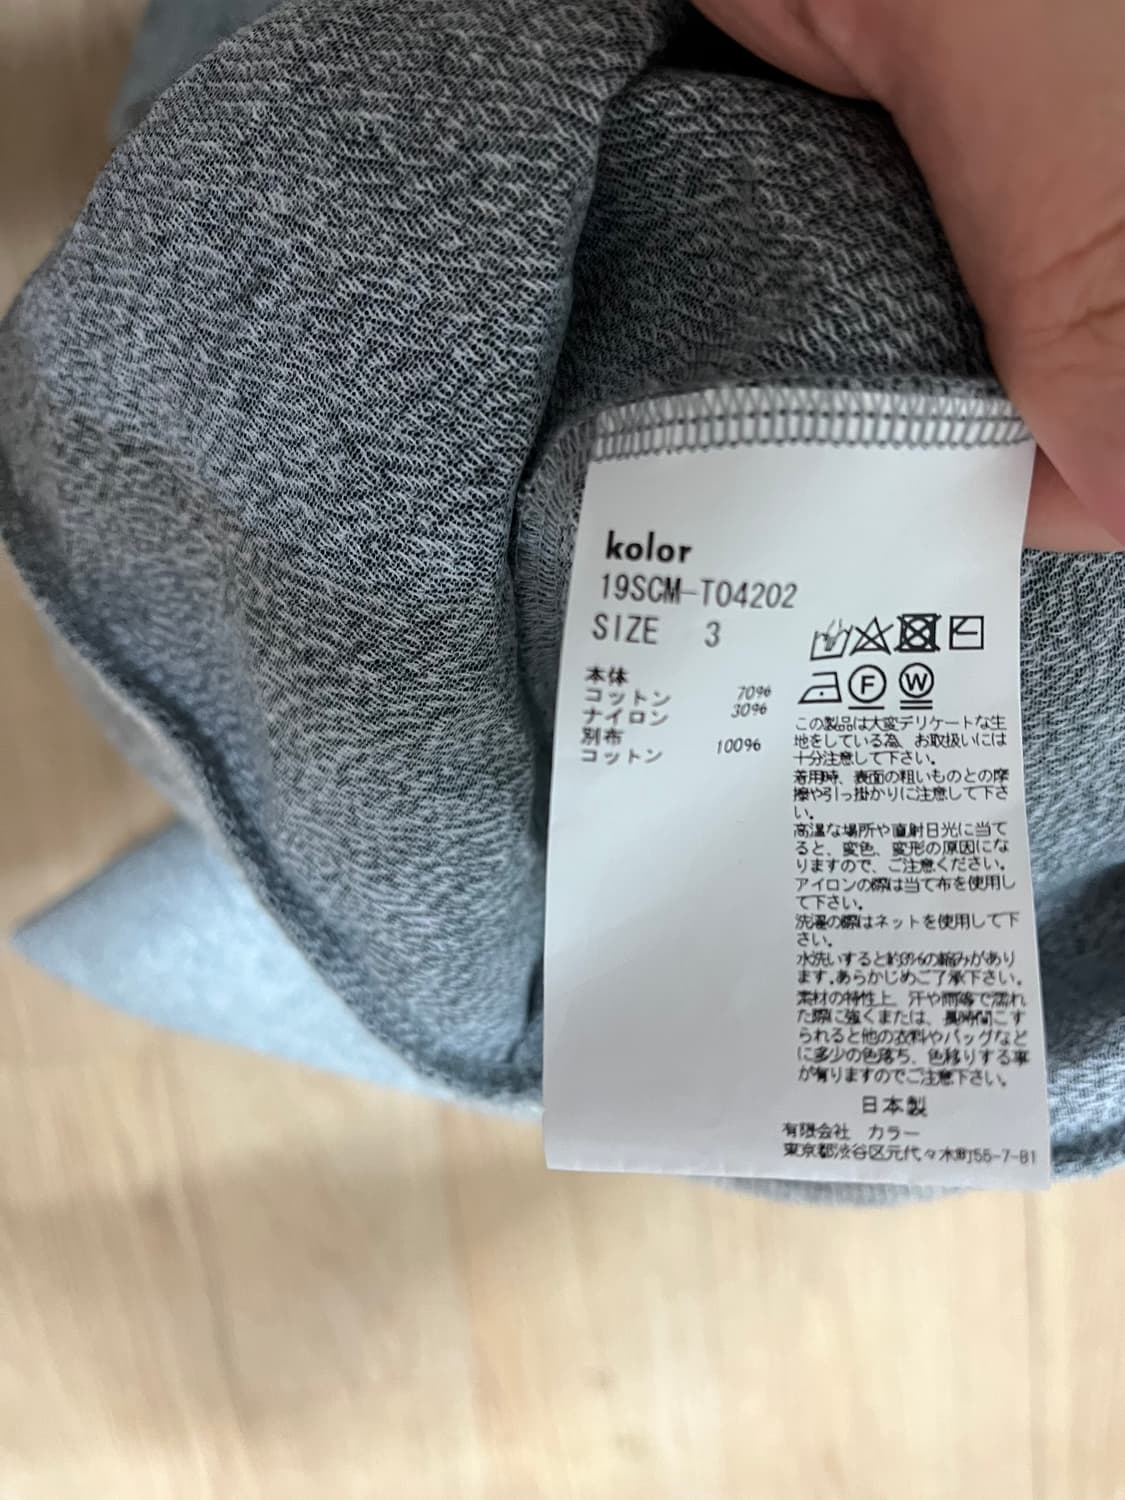 kolor
19SCM-T04202
SIZE 3
本体
コットン 70%
ナイロン 30%
別布
コットン 100%
F
W
この製品は大変デリケートな生
地をしている為、お取扱いには
十分注意して下さい。
着用時、表面の粗いものとの摩
擦や引っ掛かりに注意して下さ
い。
高温な場所や直射日光に当て
ると、変色、変形の原因にな
りますので、ご注意ください。
アイロンの際は当て布を使用し
て下さい。
洗濯の際はネットを使用して下
さい。
水洗いすると約3%の縮みがあり
ます。あらかじめご了承下さい。
素材の特性上、汗や雨等で濡れ
た際に強くまたは、長時間こす
られると他の衣料やバッグなど
に多少の色落ち、色移りする事
が有りますのでご注意下さい。
日本製
有限会社 カラー
東京都渋谷区元代々木町55-7-B1